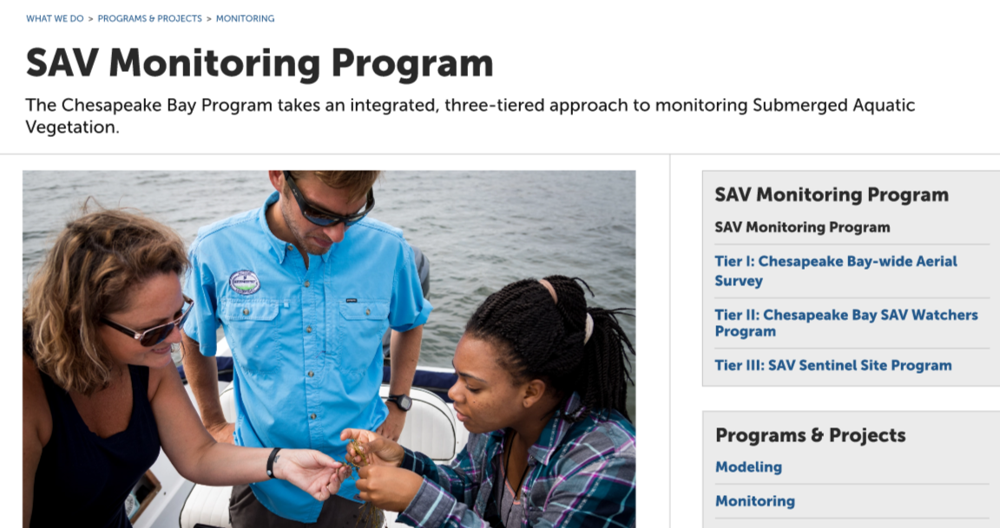 WHAT WE DO > PROGRAMS & PROJECTS > MONITORING
SAV Monitoring Program
The Chesapeake Bay Program takes an integrated, three-tiered approach to monitoring Submerged Aquatic
Vegetation.
SAV Monitoring Program
SAV Monitoring Program
Tier I: Chesapeake Bay-wide Aerial
Survey
Tier II: Chesapeake Bay SAV Watchers
Program
Tier III: SAV Sentinel Site Program
Programs & Projects
Modeling
Monitoring